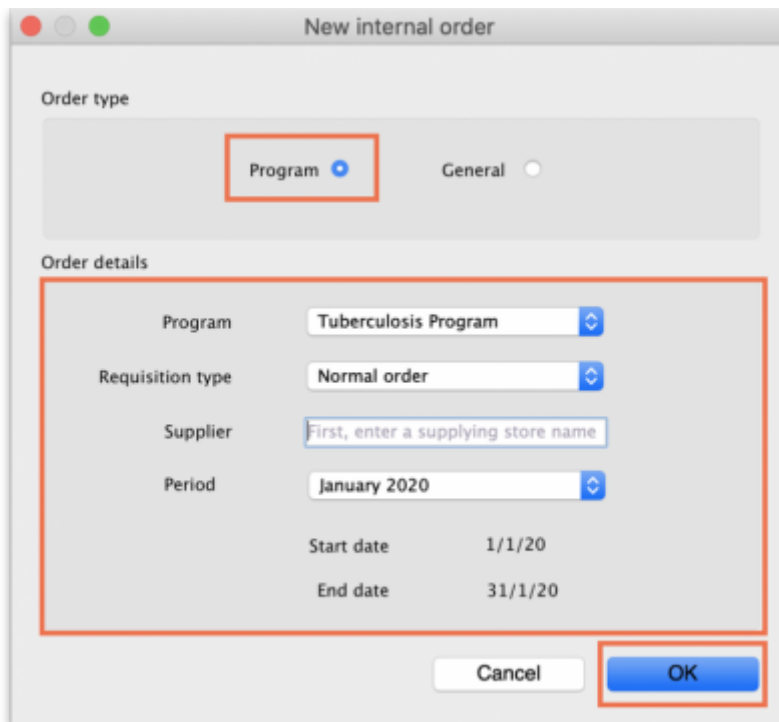 New internal order
Order type
Program General
Order details
Program Tuberculosis Program
Requisition type Normal order
Supplier First, enter a supplying store name
Period January 2020
Start date 1/1/20
End date 31/1/20
Cancel OK